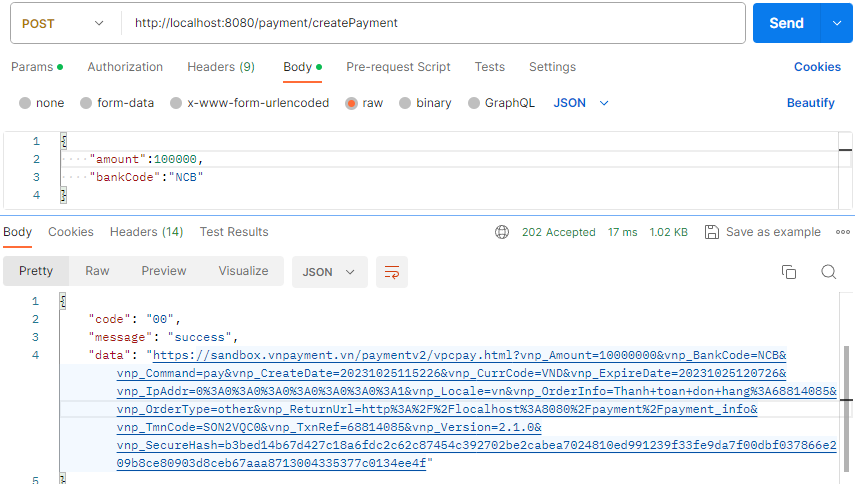 POST http://localhost:8080/payment/createPayment Send
Params Authorization Headers (9) Body Pre-request Script Tests Settings Cookies
none form-data x-www-form-urlencoded raw binary GraphQL JSON Beautify
1 {
2 "amount":100000,
3 "bankCode":"NCB"
4 }
Body Cookies Headers (14) Test Results 202 Accepted 17 ms 1.02 KB Save as example
Pretty Raw Preview Visualize JSON
1 {
2 "code": "00",
3 "message": "success",
4 "data": "https://sandbox.vnpayment.vn/paymentv2/vpcpay.html?vnp_Amount=10000000&vnp_BankCode=NCB&
vnp_Command=pay&vnp_CreateDate=20231025115226&vnp_CurrCode=VND&vnp_ExpireDate=20231025120726&
vnp_IpAddr=0%3A0%3A0%3A0%3A0%3A0%3A0%3A1&vnp_Locale=vn&vnp_OrderInfo=Thanh+toan+don+hang%3A68814085&
vnp_OrderType=other&vnp_ReturnUrl=http%3A%2F%2Flocalhost%3A8080%2Fpayment%2Fpayment_info&
vnp_TmnCode=SON2VQC0&vnp_TxnRef=68814085&vnp_Version=2.1.0&
vnp_SecureHash=b3bed14b67d427c18a6fdc2c62c87454c392702be2cabea7024810ed991239f33fe9da7f00dbf037866e2
09b8ce80903d8ceb67aaa8713004335377c0134ee4f"
5 }